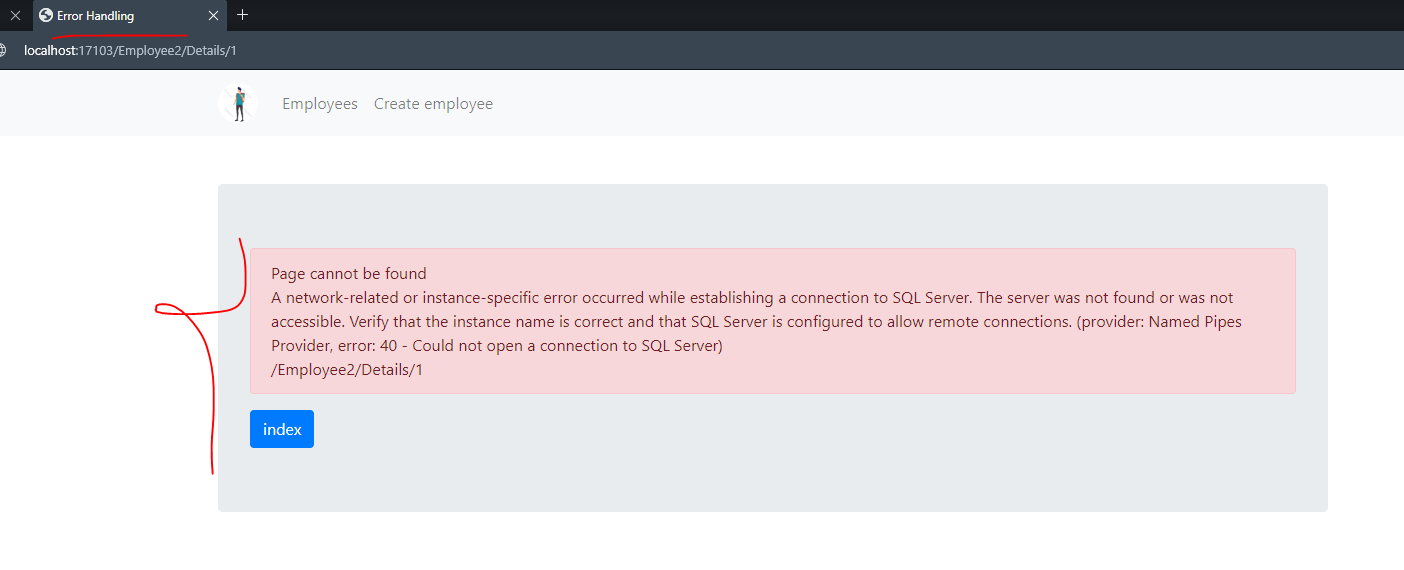 Error Handling
localhost:17103/Employee2/Details/1
Employees Create employee
Page cannot be found
A network-related or instance-specific error occurred while establishing a connection to SQL Server. The server was not found or was not
accessible. Verify that the instance name is correct and that SQL Server is configured to allow remote connections. (provider: Named Pipes
Provider, error: 40 - Could not open a connection to SQL Server)
/Employee2/Details/1
index